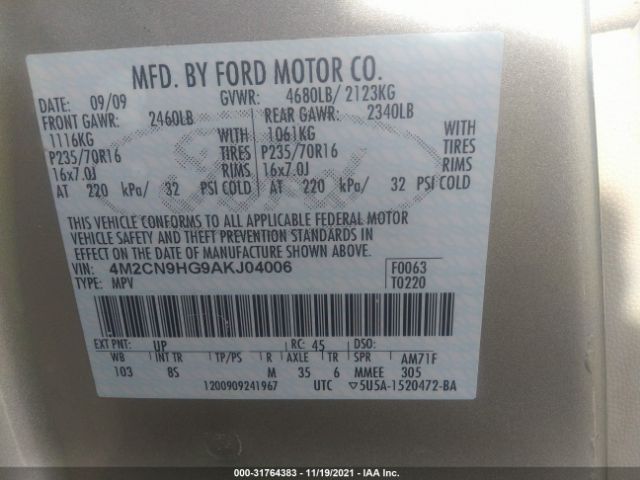 MFD. BY FORD MOTOR CO.
DATE: 09/09 GVWR: 4680LB/ 2123KG
FRONT GAWR: 2460LB REAR GAWR: 2340LB
1116KG WITH 1061KG WITH
P235/70R16 TIRES P235/70R16 TIRES
16x7.0J RIMS 16x7.0J RIMS
AT 220 kPa/ 32 PSI COLD AT 220 kPa/ 32 PSI COLD
THIS VEHICLE CONFORMS TO ALL APPLICABLE FEDERAL MOTOR
VEHICLE SAFETY AND THEFT PREVENTION STANDARDS IN
EFFECT ON THE DATE OF MANUFACTURE SHOWN ABOVE.
VIN: 4M2CN9HG9AKJ04006 F0063
TYPE: MPV T0220
EXT PNT: UP RC: 45 DSO:
WB INT TR TP/PS R AXLE TR SPR AM71F
103 8S M 35 6 MMEE 305
1200909241967 UTC ▽5U5A-1520472-BA
000-31764383 - 11/19/2021 - IAA Inc.